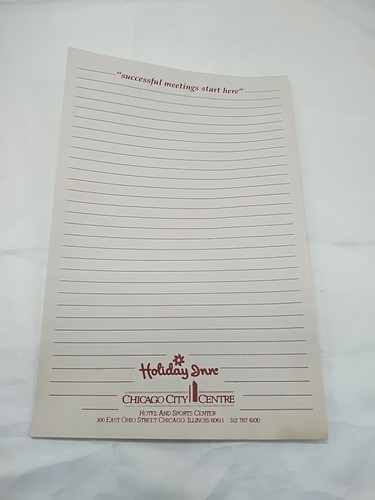 "successful meetings start here"
Holiday Inn
CHICAGO CITY CENTRE
HOTEL AND SPORTS CENTER
300 EAST OHIO STREET CHICAGO, ILLINOIS 60611 312 787 6100